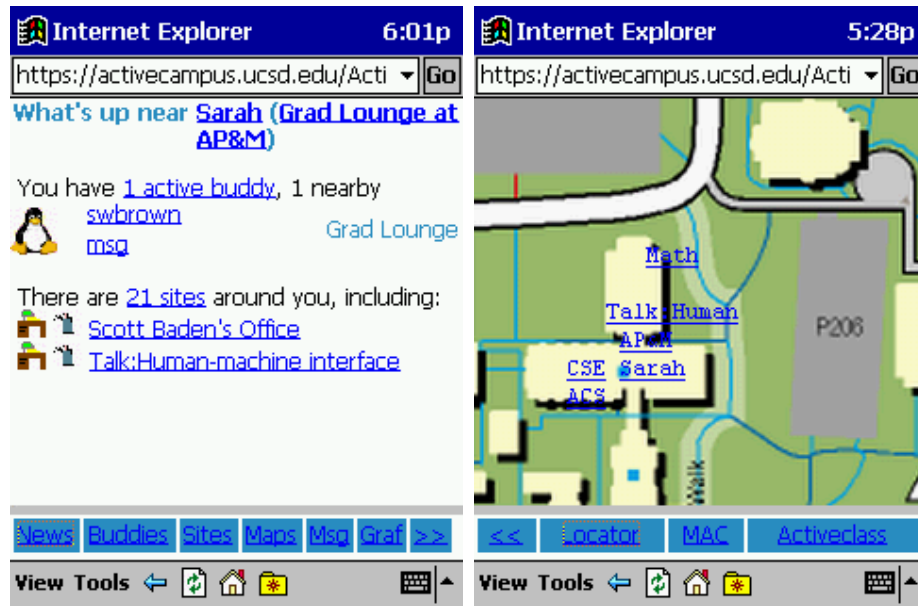 Internet Explorer 6:01p
https://activecampus.ucsd.edu/Acti Go
What's up near Sarah (Grad Lounge at
AP&M)
You have 1 active buddy, 1 nearby
swbrown
Grad Lounge
msg
There are 21 sites around you, including:
Scott Baden's Office
Talk:Human-machine interface
News Buddies Sites Maps Msg Graf >>
View Tools
Internet Explorer 5:28p
https://activecampus.ucsd.edu/Acti Go
Math
Talk:Human
P206
AP&M
CSE Sarah
ACS
Walk
<< Locator MAC Activeclass
View Tools